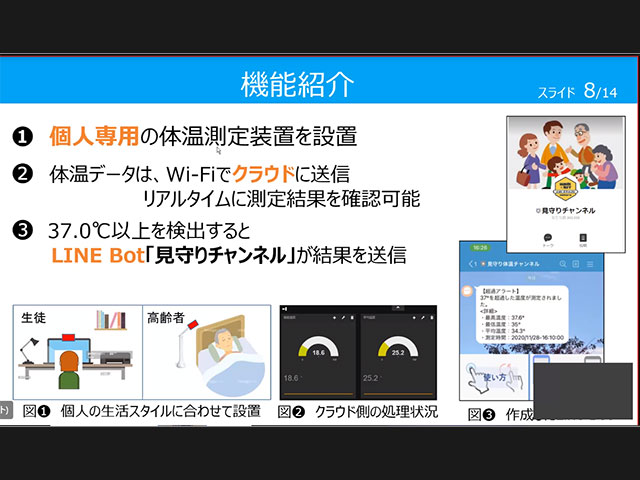 機能紹介
スライド 8/14
❶ 個人専用の体温測定装置を設置
❷ 体温データは、Wi-Fiでクラウドに送信
リアルタイムに測定結果を確認可能
❸ 37.0℃以上を検出すると
LINE Bot「見守りチャンネル」が結果を送信
見守りチャンネル
トーク
16:26
見守り体温チャンネル
【超過アラート】
37°を超過した温度が測定されました。
<詳細>
・最高温度：37.6°
・最低温度：35°
・平均温度：34.3°
・測定時間：2020/11/28-16:10:00
使い方
生徒
高齢者
18.6
25.2
18.6
25.2
図❶ 個人の生活スタイルに合わせて設置
図❷ クラウド側の処理状況
図❸ 作成
ト)